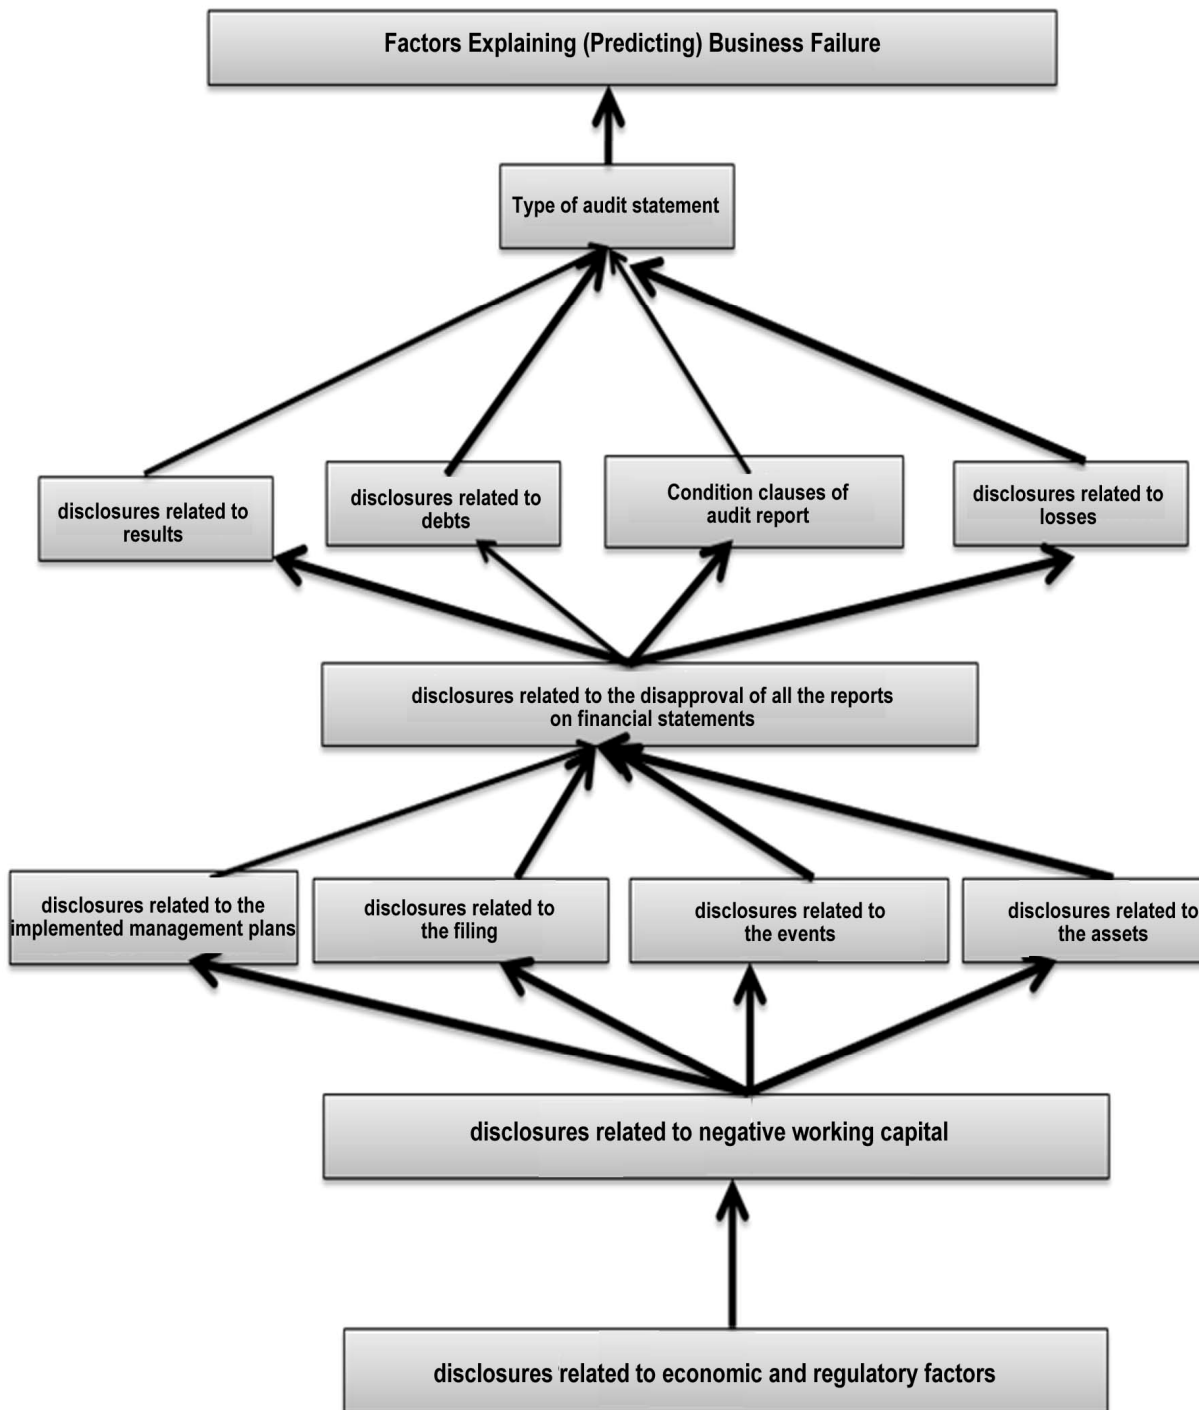 Factors Explaining (Predicting) Business Failure
Type of audit statement
disclosures related to
results
disclosures related to
debts
Condition clauses of
audit report
disclosures related to
losses
disclosures related to the disapproval of all the reports
on financial statements
disclosures related to the
implemented management plans
disclosures related to
the filing
disclosures related to
the events
disclosures related to
the assets
disclosures related to negative working capital
disclosures related to economic and regulatory factors